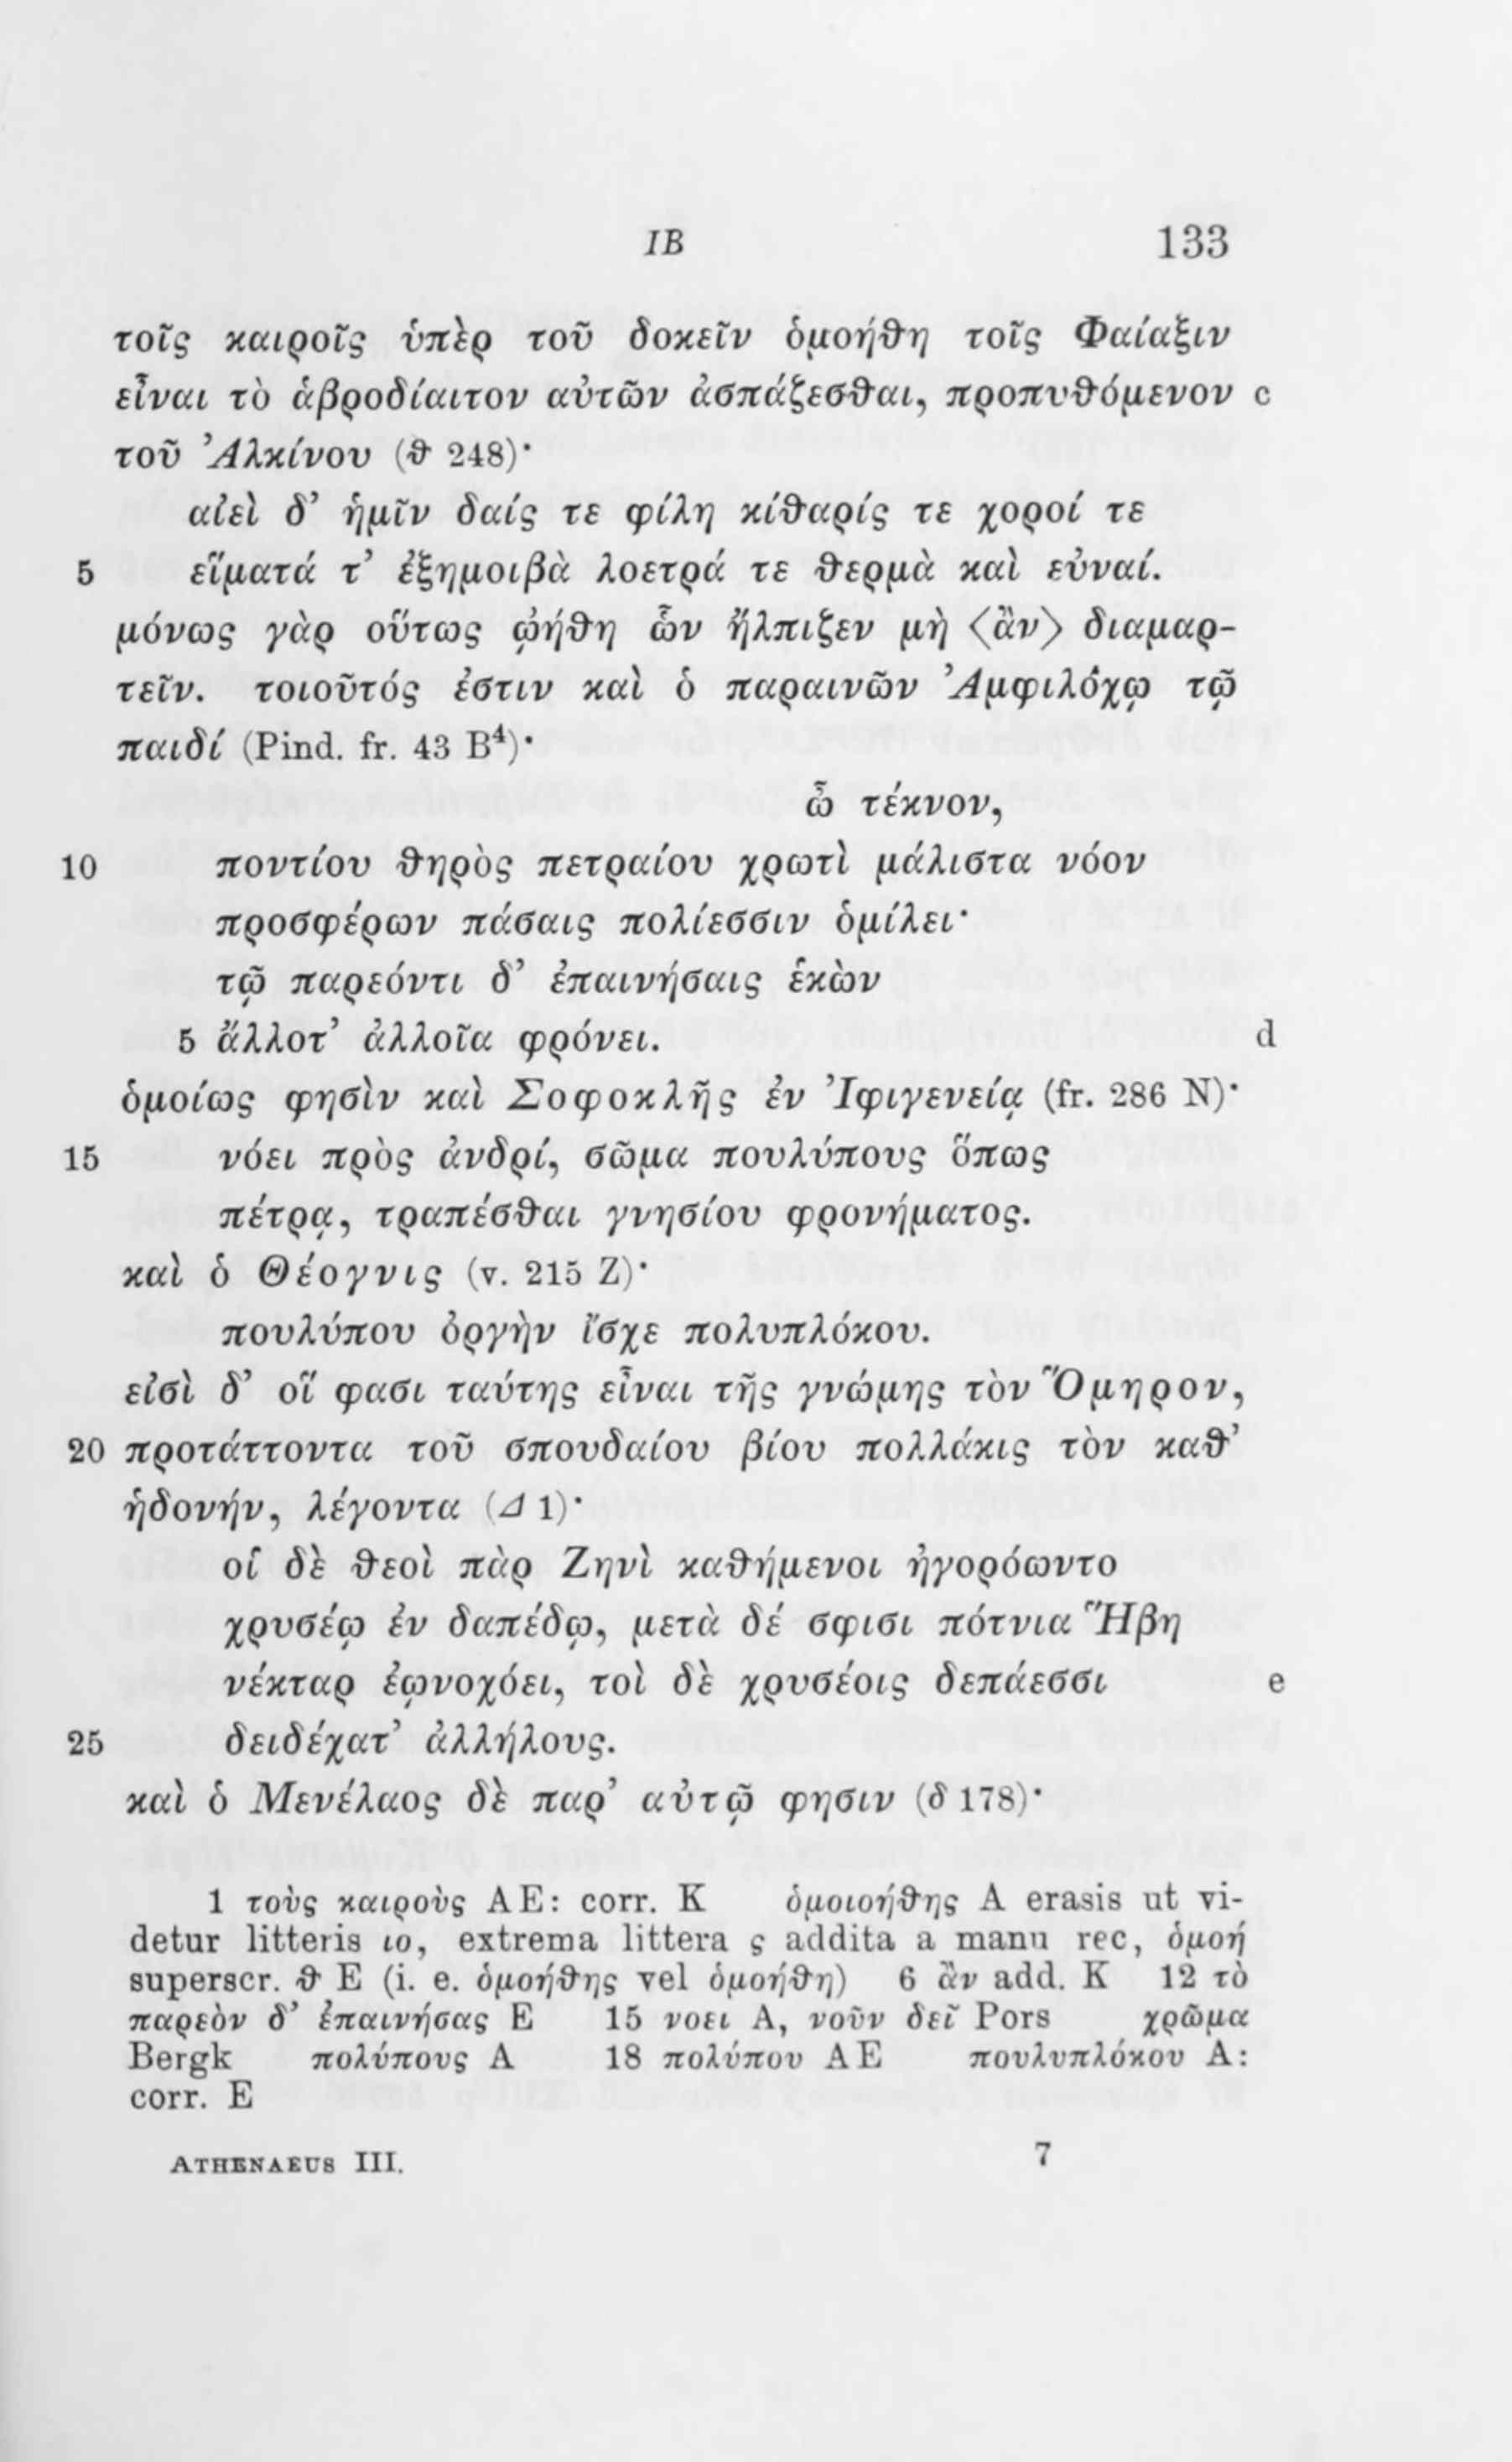 ΙΒ 133
τοῖς καιροῖς ὑπὲρ τοῦ δοκεῖν ὁμοήθη τοῖς Φαίαξιν
εἶναι τὸ ἁβροδίαιτον αὐτῶν ἀσπάζεσθαι, προπυθόμενον c
τοῦ Ἀλκίνου (θ 248)·
αἰεὶ δ’ ἡμῖν δαίς τε φίλη κίθαρίς τε χοροί τε
5 εἵματά τ’ ἐξημοιβὰ λοετρά τε θερμὰ καὶ εὐναί.
μόνως γὰρ οὕτως ᾠήθη ὧν ἤλπιζεν μὴ <ἂν> διαμαρ-
τεῖν. τοιοῦτός ἐστιν καὶ ὁ παραινῶν Ἀμφιλόχῳ τῷ
παιδί (Pind. fr. 43 B⁴)·
ὦ τέκνον,
10 ποντίου θηρὸς πετραίου χρωτὶ μάλιστα νόον
προσφέρων πάσαις πολίεσσιν ὁμίλει·
τῷ παρεόντι δ’ ἐπαινήσαις ἑκὼν
5 ἄλλοτ’ ἀλλοῖα φρόνει. d
ὁμοίως φησὶν καὶ Σοφοκλῆς ἐν Ἰφιγενείᾳ (fr. 286 N)·
15 νόει πρὸς ἀνδρί, σῶμα πουλύπους ὅπως
πέτρᾳ, τραπέσθαι γνησίου φρονήματος.
καὶ ὁ Θέογνις (v. 215 Z)·
πουλύπου ὀργὴν ἴσχε πολυπλόκου.
εἰσὶ δ’ οἵ φασι ταύτης εἶναι τῆς γνώμης τὸν Ὅμηρον,
20 προτάττοντα τοῦ σπουδαίου βίου πολλάκις τὸν καθ’
ἡδονήν, λέγοντα (Δ 1)·
οἱ δὲ θεοὶ πὰρ Ζηνὶ καθήμενοι ἠγορόωντο
χρυσέῳ ἐν δαπέδῳ, μετὰ δέ σφισι πότνια Ἥβη
νέκταρ ἐῳνοχόει, τοὶ δὲ χρυσέοις δεπάεσσι e
25 δειδέχατ’ ἀλλήλους.
καὶ ὁ Μενέλαος δὲ παρ’ αὐτῷ φησιν (δ 178)·
1 τοὺς καιροὺς AE: corr. K ὁμοιοήθης A erasis ut vi-
detur litteris ιο, extrema littera ς addita a manu rec, ὁμοή
superscr. θ E (i. e. ὁμοήθης vel ὁμοήθη) 6 ἂν add. K 12 τὸ
παρεὸν δ’ ἐπαινήσας E 15 νοει A, νοῦν δεῖ Pors χρῶμα
Bergk πολύπους A 18 πολύπου AE πουλυπλόκου A:
corr. E
ATHENAEUS III. 7